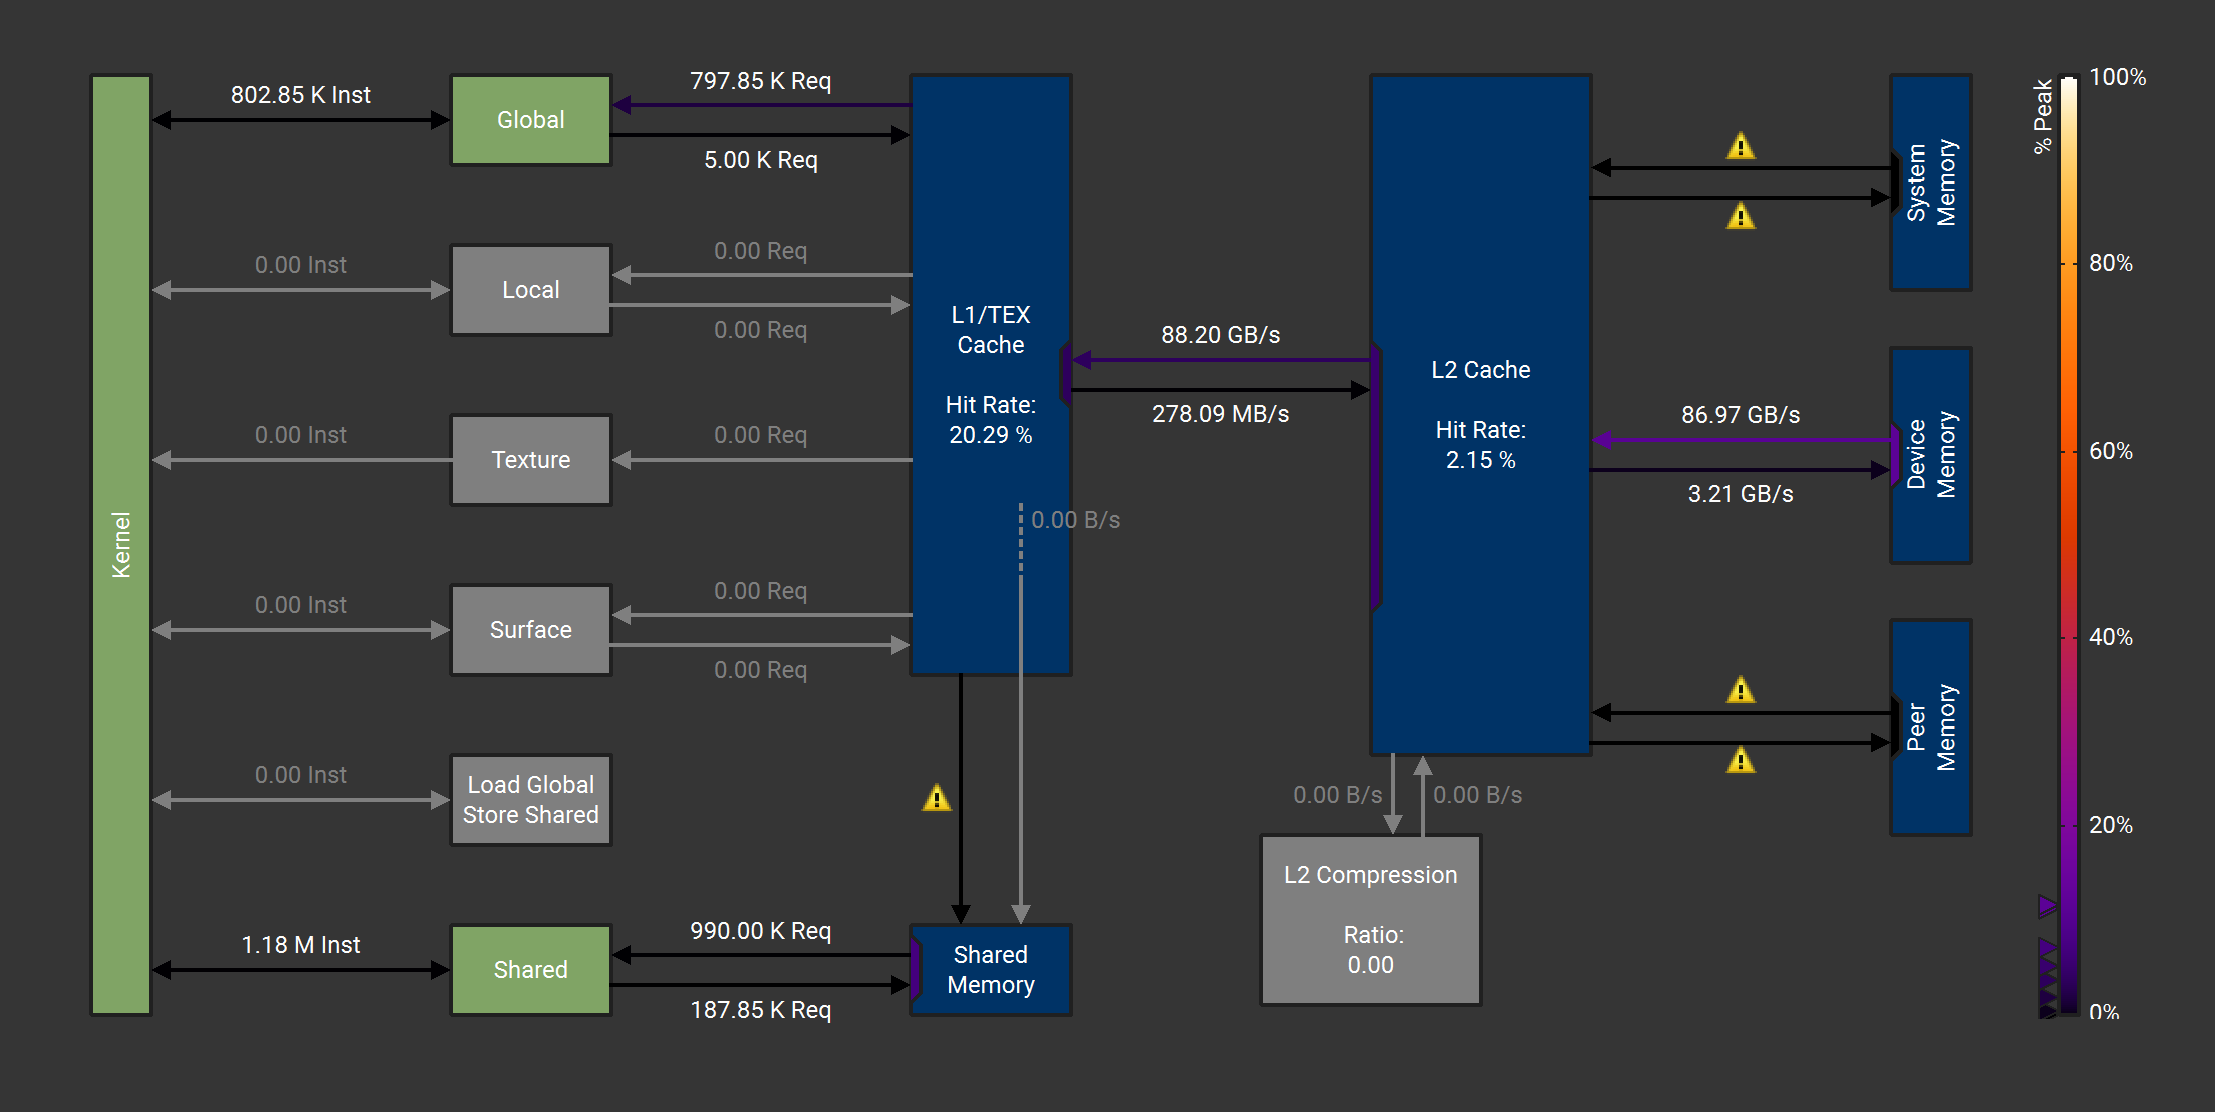 Kernel
802.85 K Inst
Global
797.85 K Req
5.00 K Req
0.00 Inst
Local
0.00 Req
0.00 Req
0.00 Inst
Texture
0.00 Req
0.00 Inst
Surface
0.00 Req
0.00 Req
0.00 Inst
Load Global
Store Shared
1.18 M Inst
Shared
990.00 K Req
187.85 K Req
L1/TEX
Cache
Hit Rate:
20.29 %
0.00 B/s
Shared
Memory
88.20 GB/s
278.09 MB/s
L2 Cache
Hit Rate:
2.15 %
0.00 B/s
0.00 B/s
L2 Compression
Ratio:
0.00
86.97 GB/s
3.21 GB/s
System
Memory
Device
Memory
Peer
Memory
% Peak
100%
80%
60%
40%
20%
0%